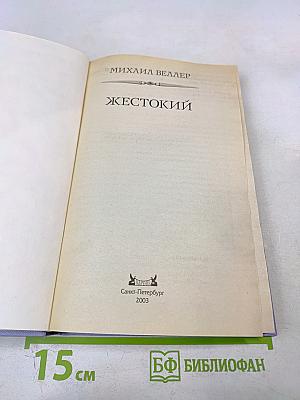 МИХАИЛ ВЕЛЛЕР
ЖЕСТОКИЙ
Санкт-Петербург
2003
15 см
БФ БИБЛИОФАН